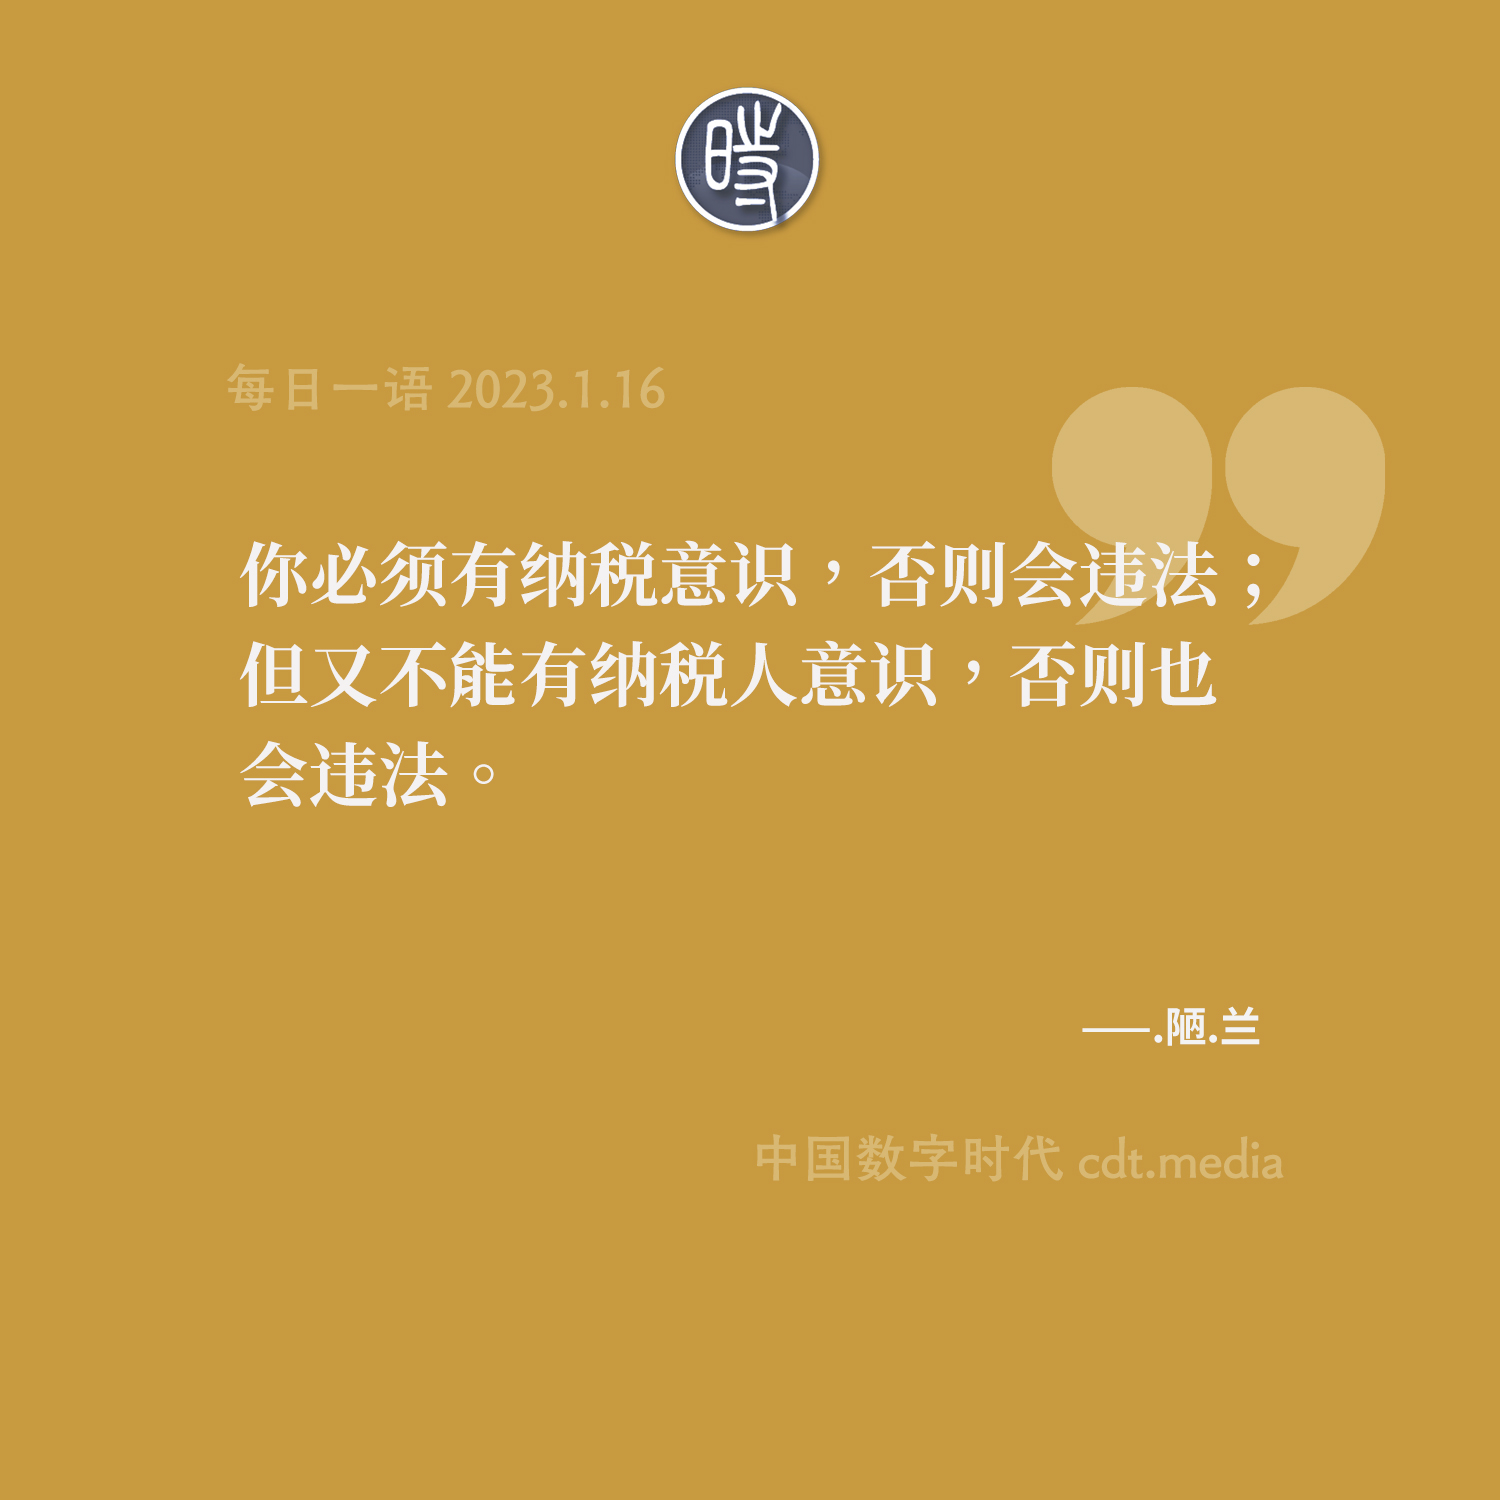 時
每日一语 2023.1.16
你必须有纳税意识，否则会违法；
但又不能有纳税人意识，否则也
会违法。
——.陋.兰
中国数字时代 cdt.media